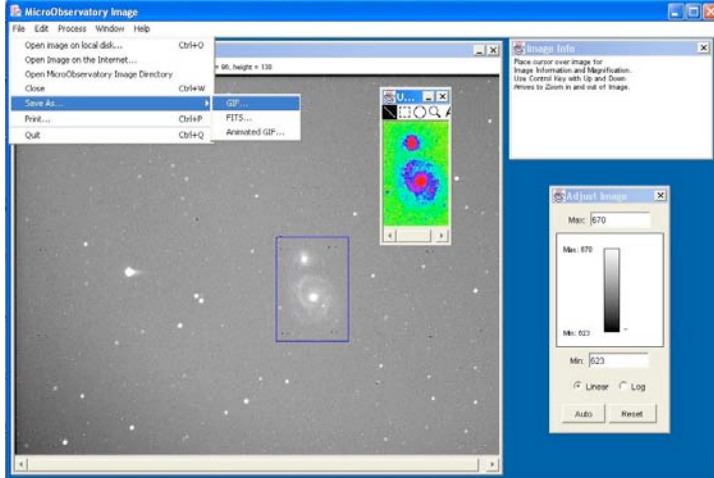 MicroObservatory Image
File Edit Process Window Help
Open image on local disk... Ctrl+O
Open Image on the Internet...
Open MicroObservatory Image Directory
Close Ctrl+W
Save As...
Print... Ctrl+P
Quit Ctrl+Q
GIF...
FITS...
Animated GIF...
= 86, height = 138
U...
Image Info
Place cursor over image for
Image Information and Magnification.
Use Control Key with Up and Down
Arrows to Zoom in and out of Image.
Adjust Image
Max: 670
Max: 670
Min: 623
Min: 623
Linear Log
Auto Reset